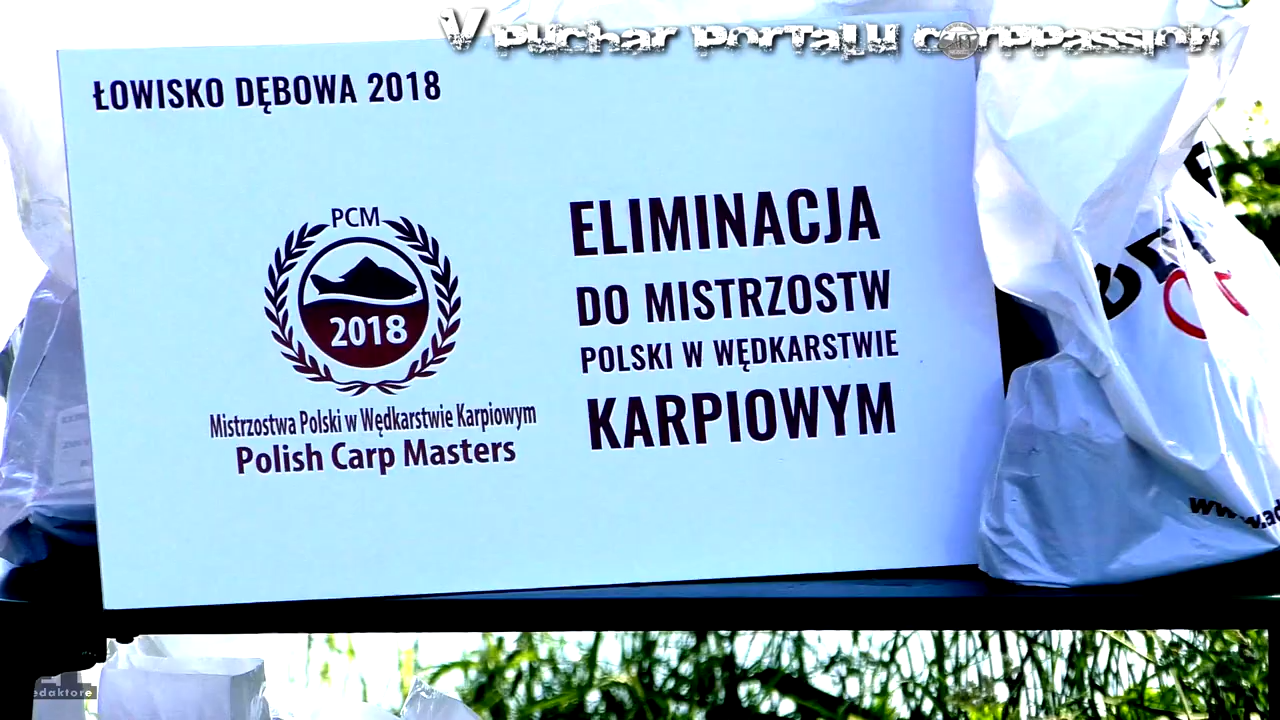 V Puchar Portalu carppassion
ŁOWISKO DĘBOWA 2018
PCM
2018
Mistrzostwa Polski w Wędkarstwie Karpiowym
Polish Carp Masters
ELIMINACJA
DO MISTRZOSTW
POLSKI W WĘDKARSTWIE
KARPIOWYM